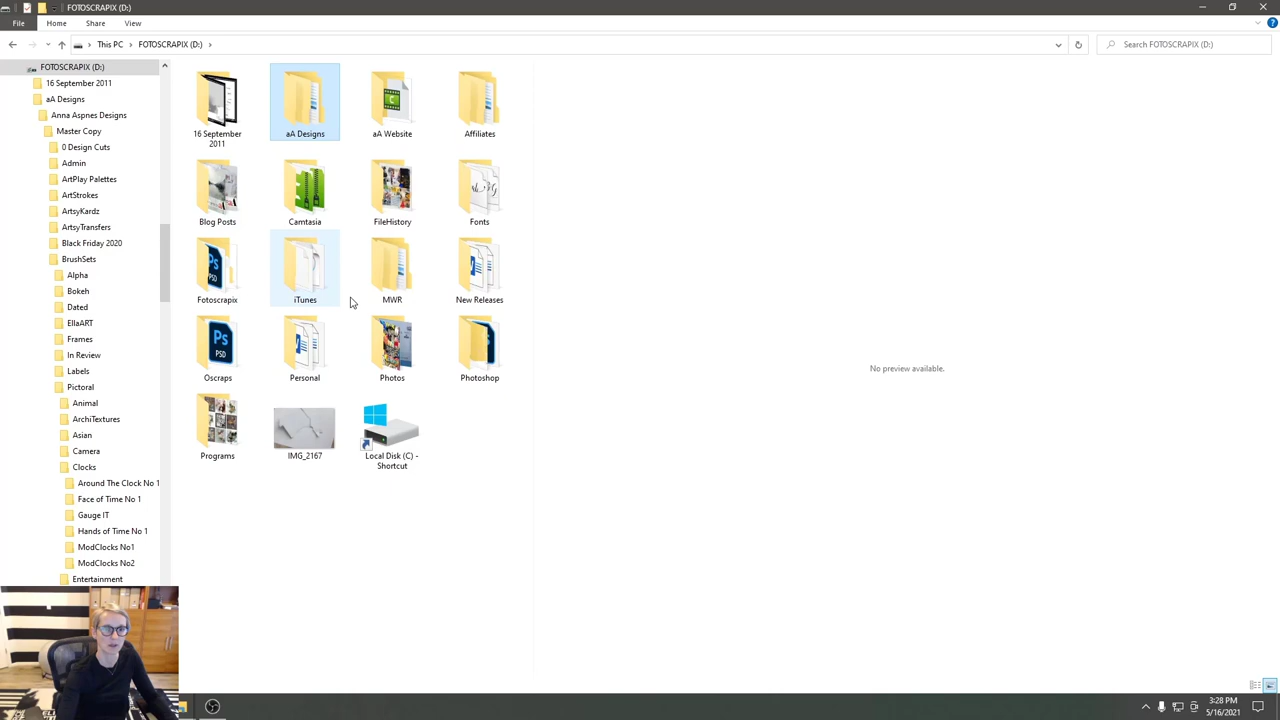 FOTOSCRAPIX (D:)
File Home Share View
This PC FOTOSCRAPIX (D:)
Search FOTOSCRAPIX (D:)
FOTOSCRAPIX (D:)
16 September 2011
aA Designs
Anna Aspnes Designs
Master Copy
0 Design Cuts
Admin
ArtPlay Palettes
ArtStrokes
ArtsyKardz
ArtsyTransfers
Black Friday 2020
BrushSets
Alpha
Bokeh
Dated
EllaART
Frames
In Review
Labels
Pictoral
Animal
ArchiTextures
Asian
Camera
Clocks
Around The Clock No 1
Face of Time No 1
Gauge IT
Hands of Time No 1
ModClocks No1
ModClocks No2
Entertainment
16 September
2011
aA Designs
aA Website
Affiliates
Blog Posts
Camtasia
FileHistory
Fonts
PSD
Fotoscrapix
iTunes
MWR
New Releases
Ps
PSD
Oscraps
Personal
Photos
Photoshop
Programs
IMG_2167
Local Disk (C) -
Shortcut
No preview available.
3:28 PM
5/16/2021